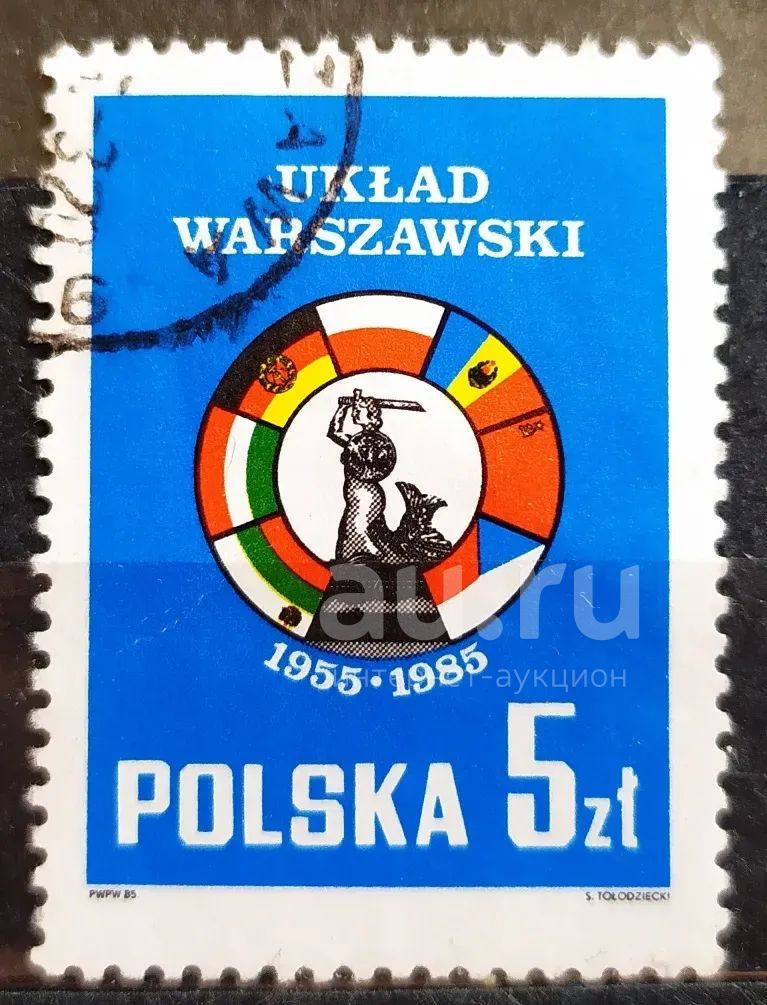 UKŁAD
WARSZAWSKI
1955·1985
au.ru
интернет-аукцион
POLSKA 5zł
PWPW 85
S. TOŁODZIECKI